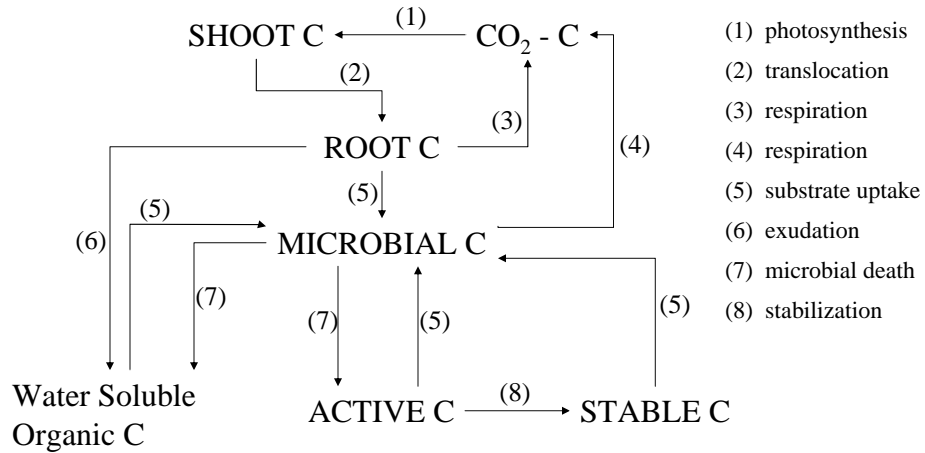 (1)
SHOOT C
CO₂ - C
(2)
(3)
(4)
ROOT C
(5)
(5)
(6)
MICROBIAL C
(7)
(7)
(5)
(5)
Water Soluble
Organic C
ACTIVE C
(8)
STABLE C
(1) photosynthesis
(2) translocation
(3) respiration
(4) respiration
(5) substrate uptake
(6) exudation
(7) microbial death
(8) stabilization